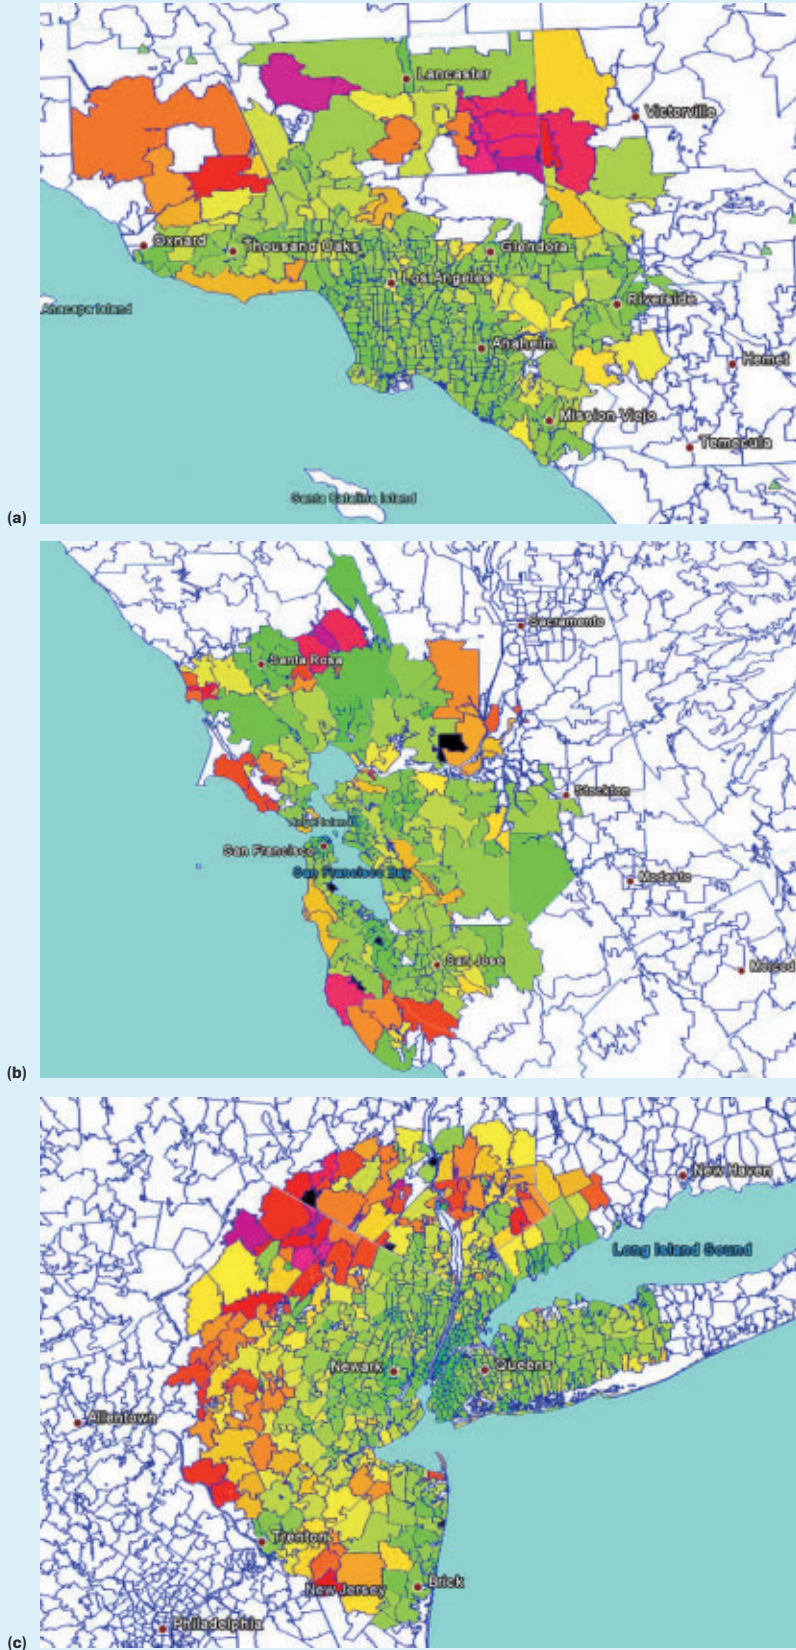 Lancaster
Victorville
Oxnard
Thousand Oaks
Glendora
Los Angeles
Anacapa Island
Riverside
Anaheim
Hemet
Mission Viejo
Temecula
Santa Catalina Island
(a)
Sacramento
Santa Rosa
Stockton
Angel Island
San Francisco
San Francisco Bay
Modesto
San Jose
Merced
(b)
New Haven
Long Island Sound
Newark
Queens
Allentown
Trenton
New Jersey
Brick
Philadelphia
(c)